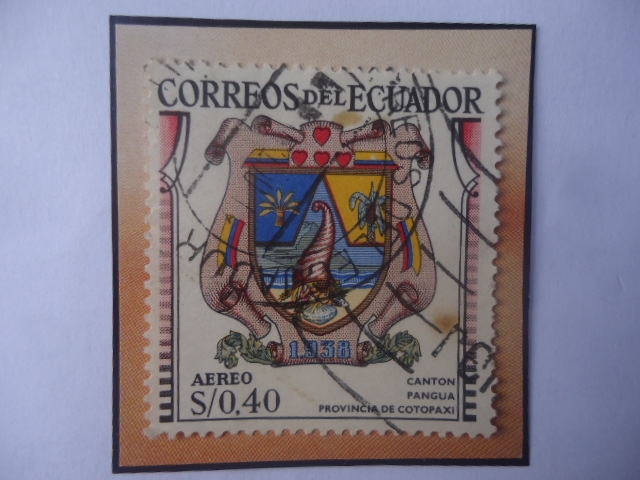 CORREOS DEL ECUADOR
1938
AEREO
S/0,40
CANTON
PANGUA
PROVINCIA DE COTOPAXI